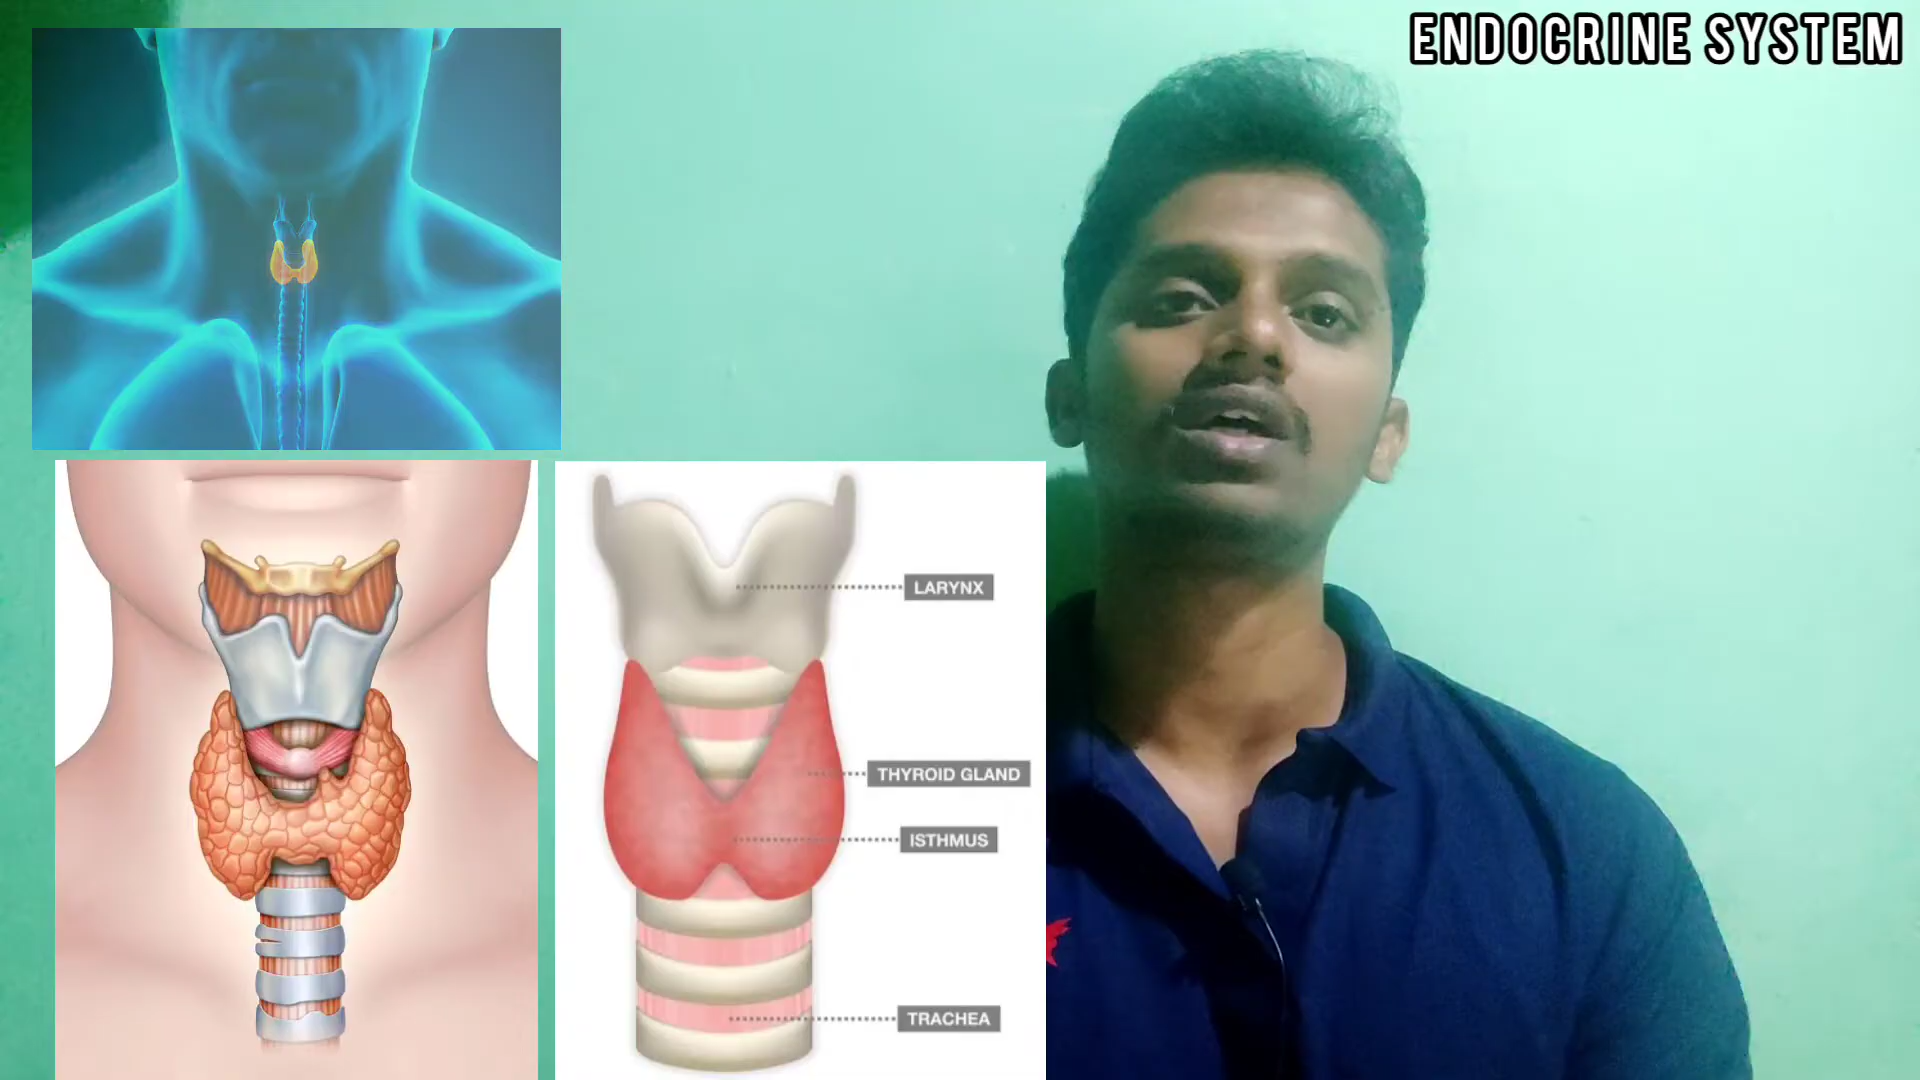 ENDOCRINE SYSTEM
LARYNX
THYROID GLAND
ISTHMUS
TRACHEA